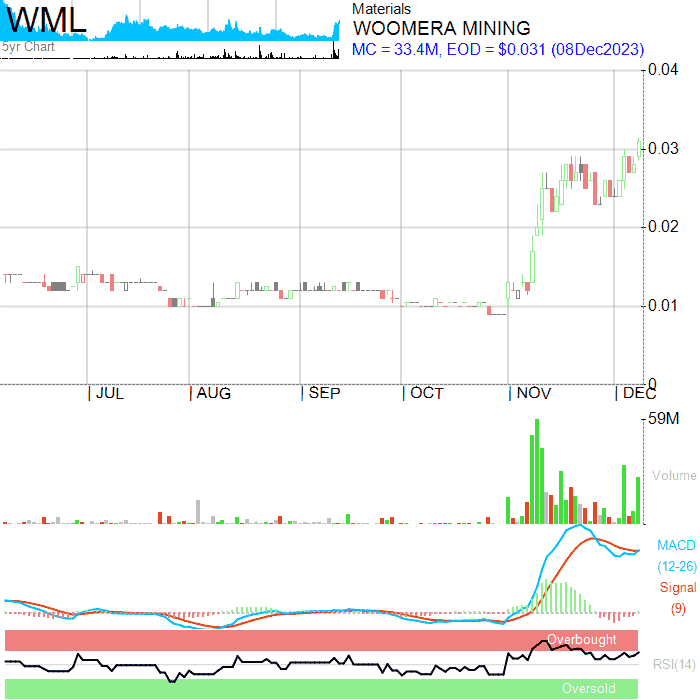 WML
5yr Chart
Materials
WOOMERA MINING
MC = 33.4M, EOD = $0.031 (08Dec2023)
0.04
0.03
0.02
0.01
0
JUL AUG SEP OCT NOV DEC
59M
Volume
MACD
(12-26)
Signal
(9)
Overbought
RSI(14)
Oversold